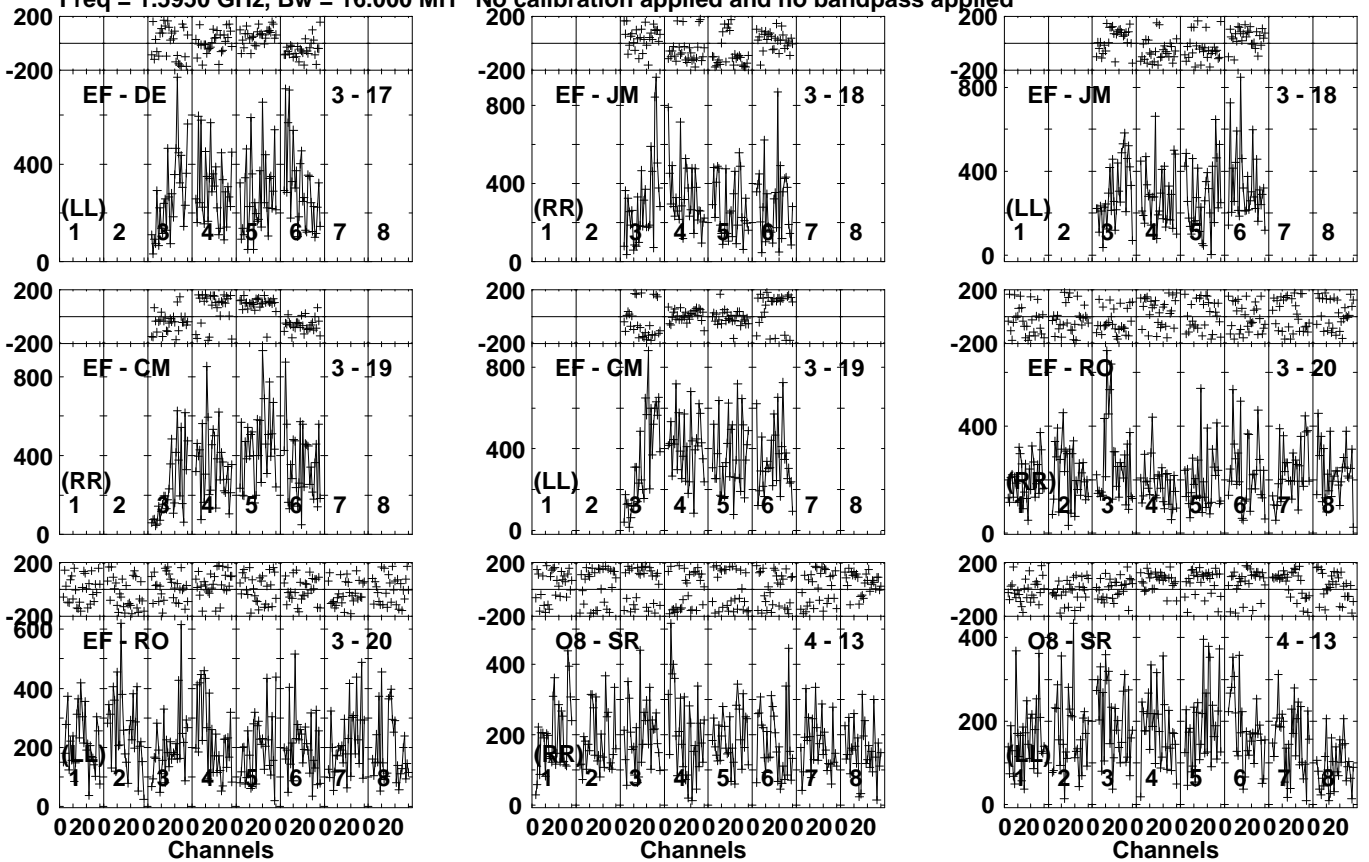 Freq = 1.5950 GHz, Bw = 16.000 MH No calibration applied and no bandpass applied
200 200 200
-200 -200 -200
EF - DE 3 - 17 EF - JM 3 - 18 EF - JM 3 - 18
800 800
400 400 400
(LL) (RR) (LL)
1 2 3 4 5 6 7 8 1 2 3 4 5 6 7 8 1 2 3 4 5 6 7 8
0 0 0
200 200 200
-200 -200 -200
EF - CM 3 - 19 EF - CM 3 - 19 EF - RO 3 - 20
800 800
400 400 400
(RR) (LL) (RR)
1 2 3 4 5 6 7 8 1 2 3 4 5 6 7 8 1 2 3 4 5 6 7 8
0 0 0
200 200 200
-200 -200 -200
600 EF - RO 3 - 20 O8 - SR 4 - 13 400 O8 - SR 4 - 13
400 400
200 200 200
(LL) (RR) (LL)
1 2 3 4 5 6 7 8 1 2 3 4 5 6 7 8 1 2 3 4 5 6 7 8
0 0 0
0 20 0 20 0 20 0 20 0 20 0 20 0 20 0 20 0 20 0 20 0 20 0 20 0 20 0 20 0 20 0 20 0 20 0 20 0 20 0 20 0 20 0 20 0 20 0 20
Channels Channels Channels